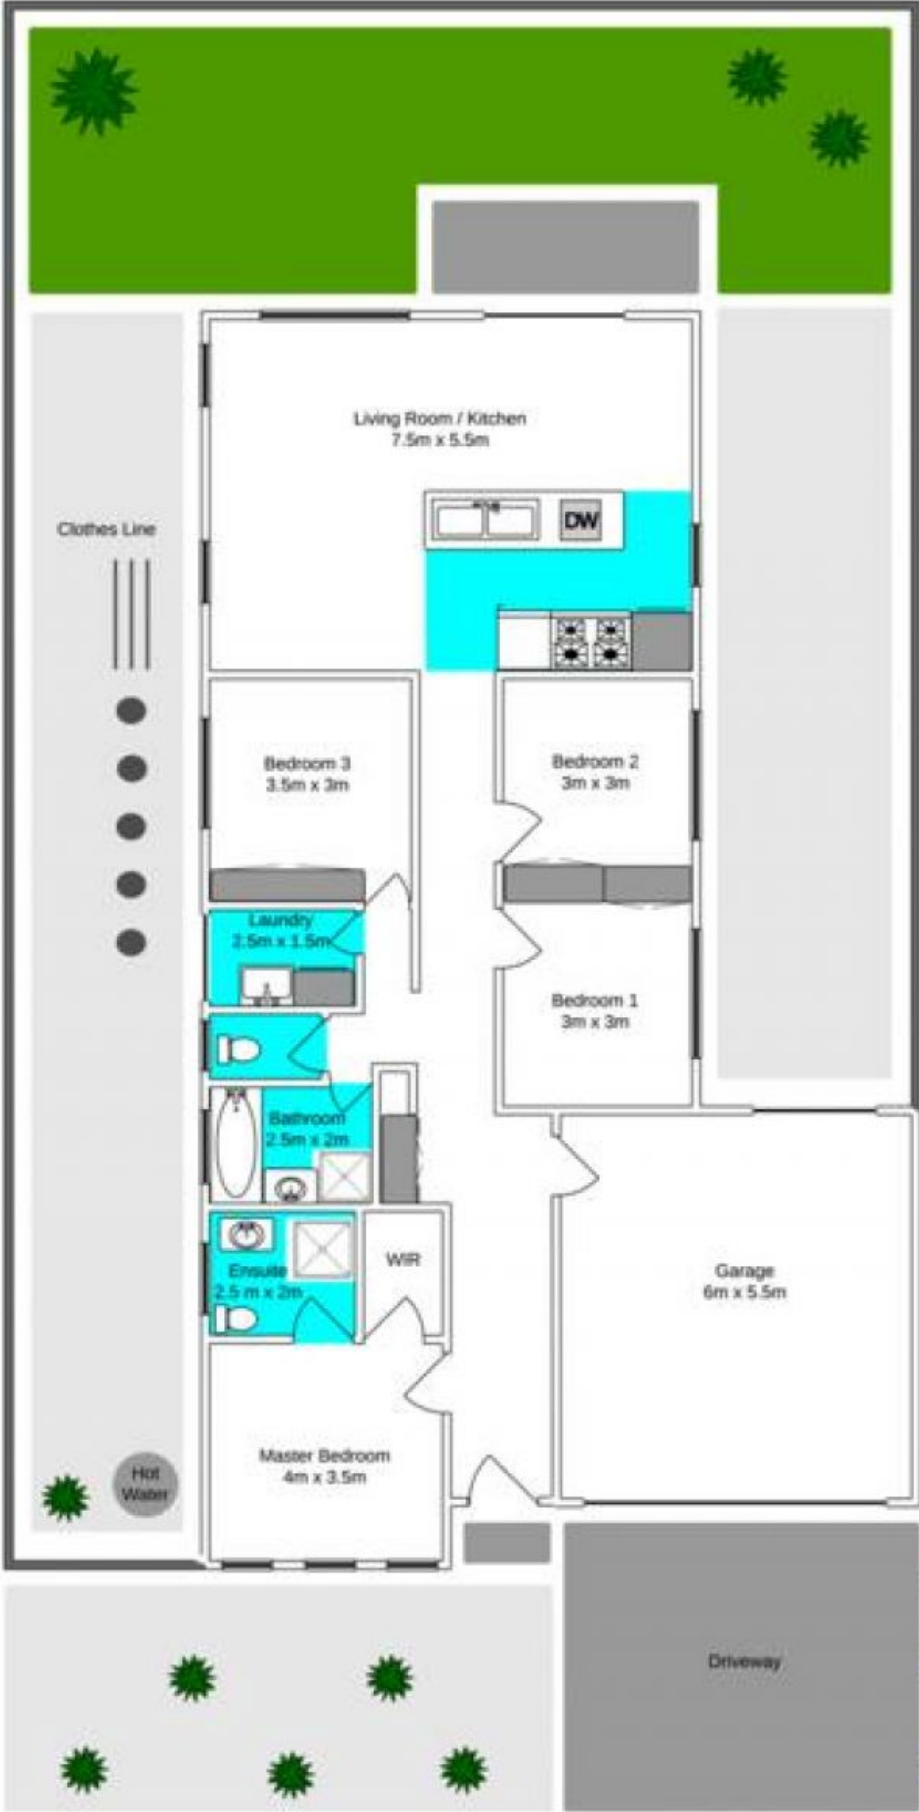 Living Room / Kitchen
7.5m x 5.5m
DW
Clothes Line
Bedroom 3
3.5m x 3m
Bedroom 2
3m x 3m
Laundry
2.5m x 1.5m
Bedroom 1
3m x 3m
Bathroom
2.5m x 2m
WIR
Ensuite
2.5 m x 2m
Garage
6m x 5.5m
Master Bedroom
4m x 3.5m
Hot
Water
Driveway